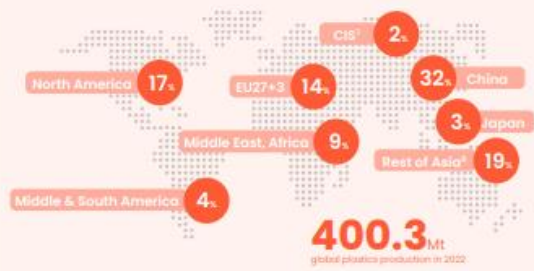 CIS¹ 2%
North America 17%
EU27+3 14%
32% China
3% Japan
Middle East, Africa 9%
Rest of Asia² 19%
Middle & South America 4%
400.3Mt
global plastics production in 2022